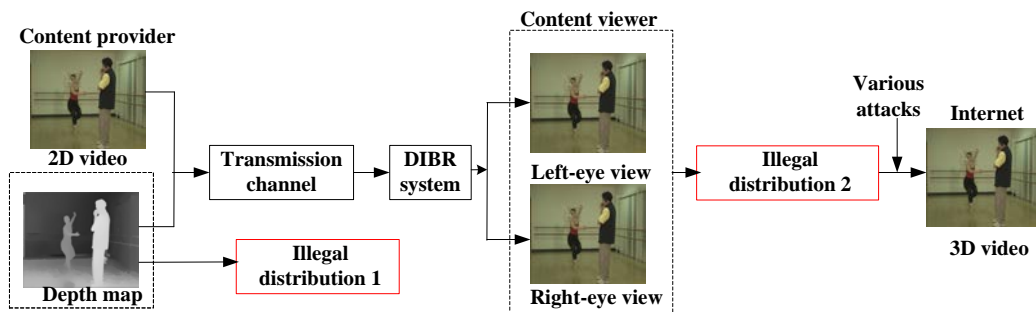 Content provider
2D video
Depth map
Transmission
channel
Illegal
distribution 1
DIBR
system
Content viewer
Left-eye view
Right-eye view
Illegal
distribution 2
Various
attacks
Internet
3D video